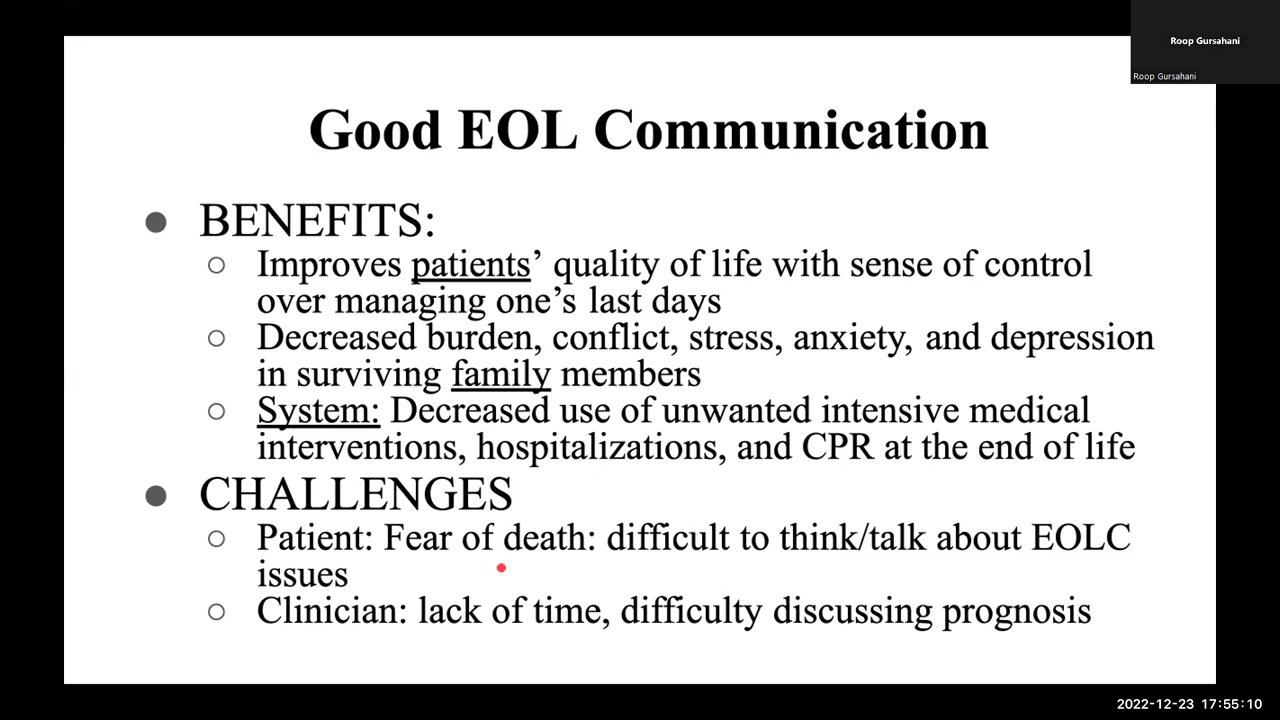 Roop Gursahani
Roop Gursahani
Good EOL Communication
● BENEFITS:
○ Improves patients’ quality of life with sense of control
over managing one’s last days
○ Decreased burden, conflict, stress, anxiety, and depression
in surviving family members
○ System: Decreased use of unwanted intensive medical
interventions, hospitalizations, and CPR at the end of life
● CHALLENGES
○ Patient: Fear of death: difficult to think/talk about EOLC
issues
○ Clinician: lack of time, difficulty discussing prognosis
2022-12-23 17:55:10